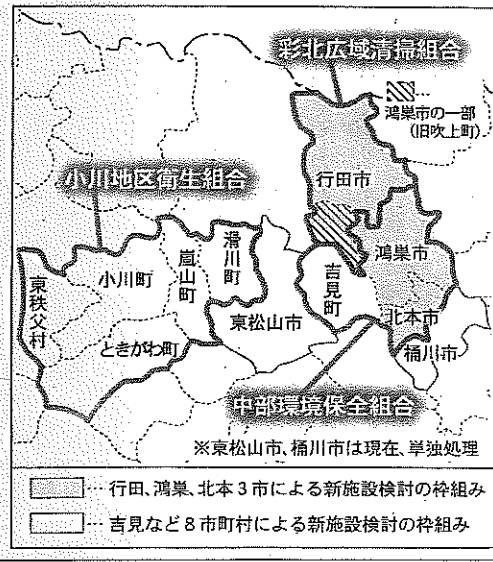 彩北広域清掃組合
鴻巣市の一部
(旧吹上町)
行田市
小川地区衛生組合
鴻巣市
滑川町
嵐山町
小川町
吉見町
東秩父村
東松山市
北本市
ときがわ町
桶川市
中部環境保全組合
※東松山市、桶川市は現在、単独処理
…行田、鴻巣、北本3市による新施設検討の枠組み
…吉見など8市町村による新施設検討の枠組み